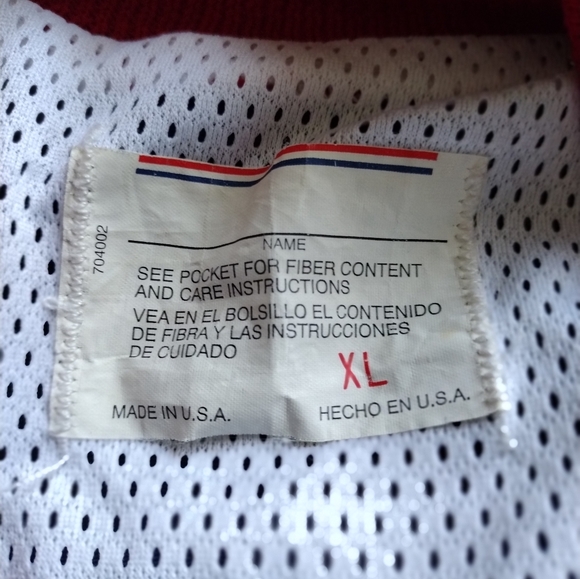 704002
NAME
SEE POCKET FOR FIBER CONTENT
AND CARE INSTRUCTIONS
VEA EN EL BOLSILLO EL CONTENIDO
DE FIBRA Y LAS INSTRUCCIONES
DE CUIDADO
XL
MADE IN U.S.A.
HECHO EN U.S.A.